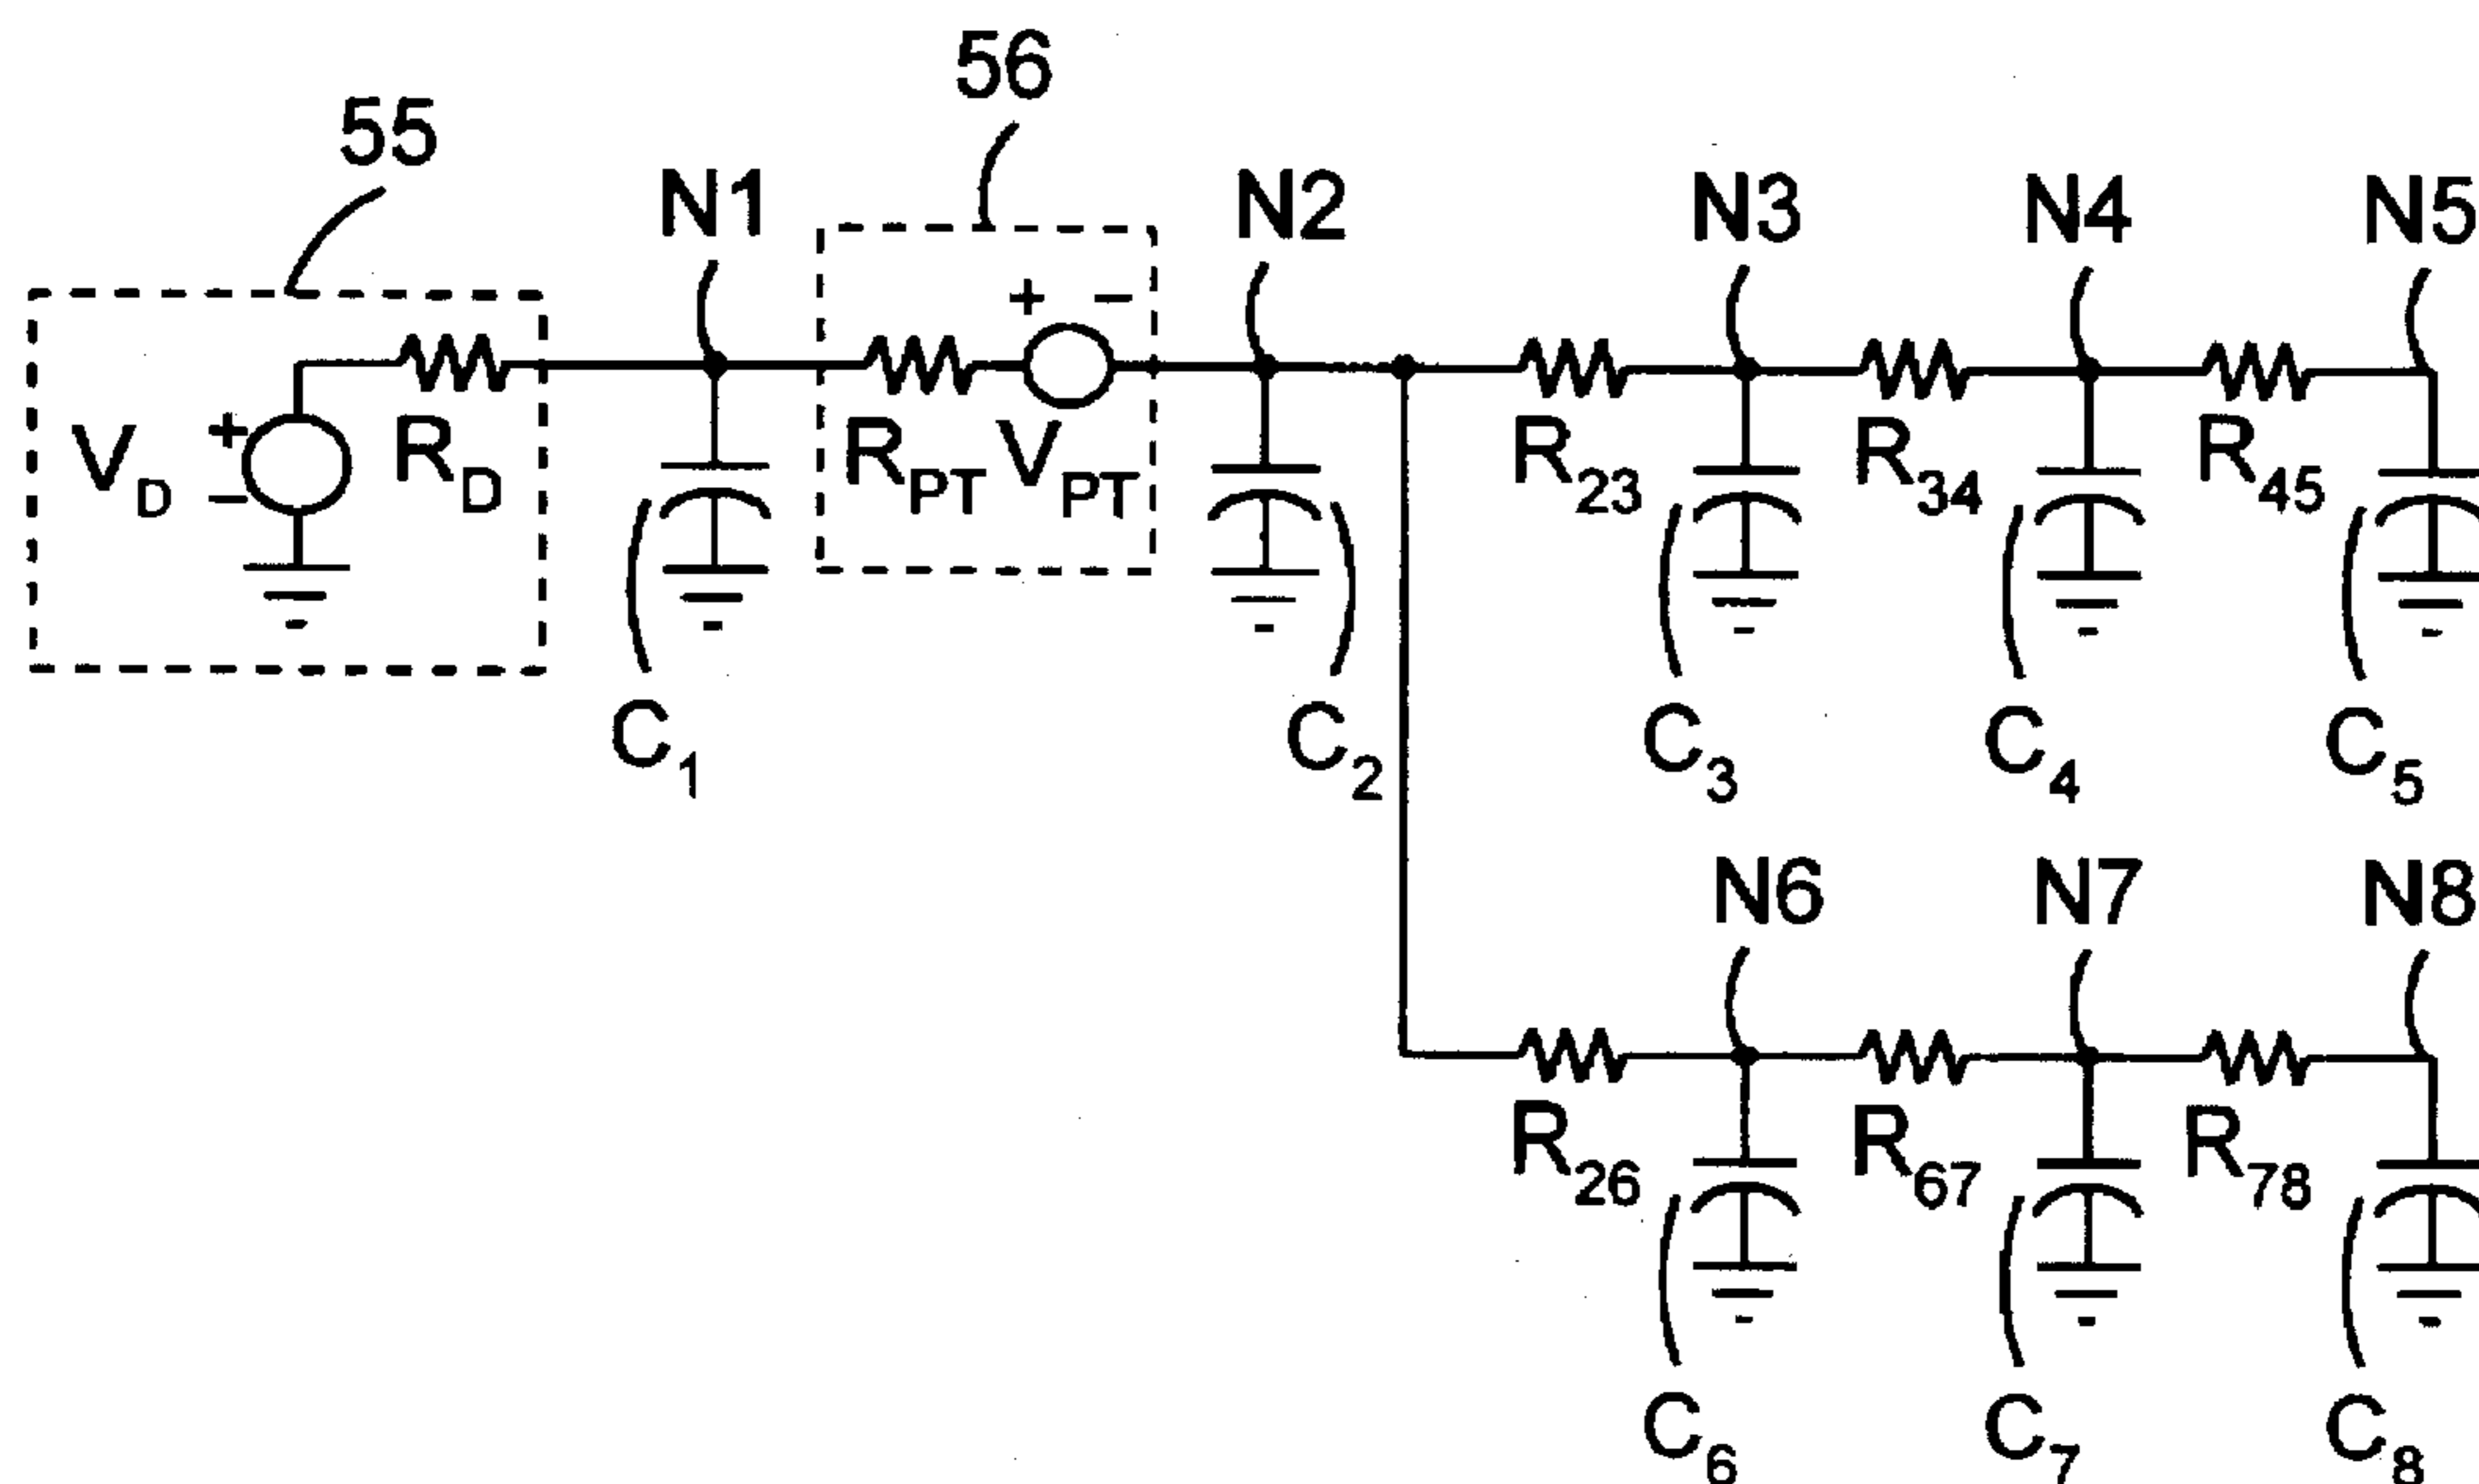 56
55
N1 N2 N3 N4 N5
+ −
V_D + − R_D R_PT V_PT R_23 R_34 R_45
C_1 C_2 C_3 C_4 C_5
N6 N7 N8
R_26 R_67 R_78
C_6 C_7 C_8